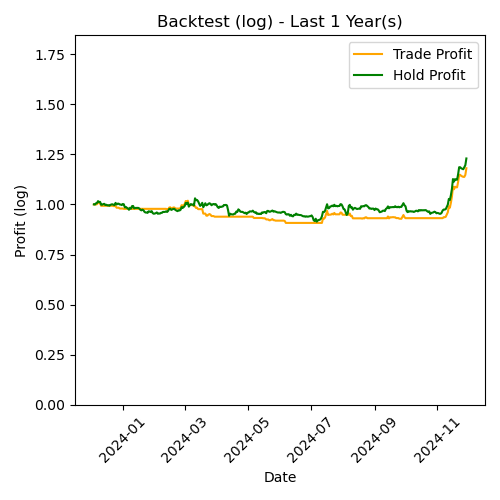 Backtest (log) - Last 1 Year(s)
Trade Profit
Hold Profit
Profit (log)
1.75
1.50
1.25
1.00
0.75
0.50
0.25
0.00
2024-01
2024-03
2024-05
2024-07
2024-09
2024-11
Date